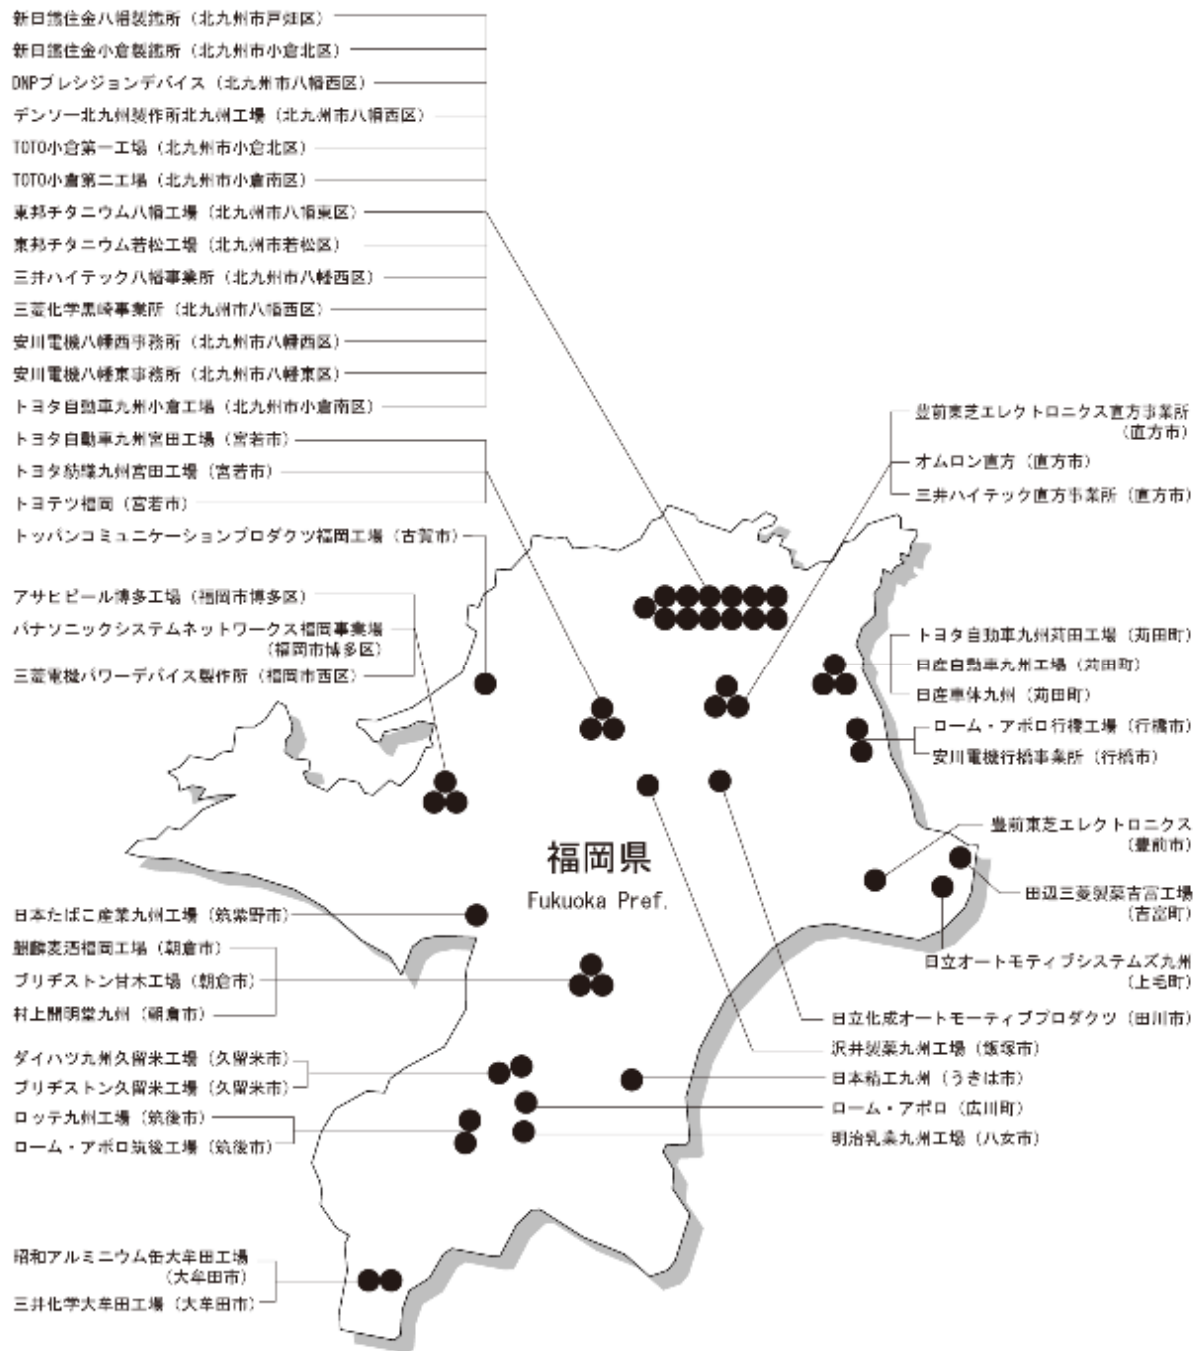 新日鐵住金八幡製鐵所（北九州市戸畑区）
新日鐵住金小倉製鐵所（北九州市小倉北区）
DNPプレシジョンデバイス（北九州市八幡西区）
デンソー北九州製作所北九州工場（北九州市八幡西区）
TOTO小倉第一工場（北九州市小倉北区）
TOTO小倉第二工場（北九州市小倉南区）
東邦チタニウム八幡工場（北九州市八幡東区）
東邦チタニウム若松工場（北九州市若松区）
三井ハイテック八幡事業所（北九州市八幡西区）
三菱化学黒崎事業所（北九州市八幡西区）
安川電機八幡西事務所（北九州市八幡西区）
安川電機八幡東事務所（北九州市八幡東区）
トヨタ自動車九州小倉工場（北九州市小倉南区）
トヨタ自動車九州宮田工場（宮若市）
トヨタ紡織九州宮田工場（宮若市）
トヨテツ福岡（宮若市）
トッパンコミュニケーションプロダクツ福岡工場（古賀市）
アサヒビール博多工場（福岡市博多区）
パナソニックシステムネットワークス福岡事業場
（福岡市博多区）
三菱電機パワーデバイス製作所（福岡市西区）
豊前東芝エレクトロニクス直方事業所
（直方市）
オムロン直方（直方市）
三井ハイテック直方事業所（直方市）
トヨタ自動車九州苅田工場（苅田町）
日産自動車九州工場（苅田町）
日産車体九州（苅田町）
ローム・アポロ行橋工場（行橋市）
安川電機行橋事業所（行橋市）
豊前東芝エレクトロニクス
（豊前市）
田辺三菱製薬吉富工場
（吉富町）
日立オートモティブシステムズ九州
（上毛町）
福岡県
Fukuoka Pref.
日本たばこ産業九州工場（筑紫野市）
麒麟麦酒福岡工場（朝倉市）
ブリヂストン甘木工場（朝倉市）
村上開明堂九州（朝倉市）
ダイハツ九州久留米工場（久留米市）
ブリヂストン久留米工場（久留米市）
ロッテ九州工場（筑後市）
ローム・アポロ筑後工場（筑後市）
日立化成オートモーティブプロダクツ（田川市）
沢井製薬九州工場（飯塚市）
日本精工九州（うきは市）
ローム・アポロ（広川町）
明治乳業九州工場（八女市）
昭和アルミニウム缶大牟田工場
（大牟田市）
三井化学大牟田工場（大牟田市）